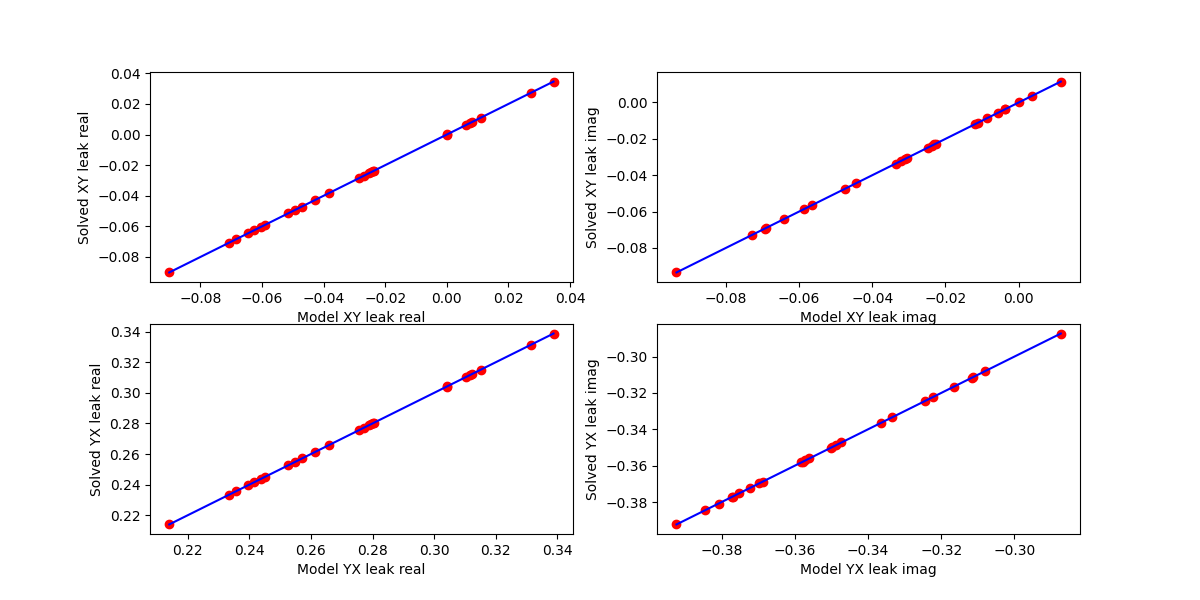 0.04
0.02
0.00
−0.02
−0.04
−0.06
−0.08
Solved XY leak real
−0.08 −0.06 −0.04 −0.02 0.00 0.02 0.04
Model XY leak real
0.00
−0.02
−0.04
−0.06
−0.08
Solved XY leak imag
−0.08 −0.06 −0.04 −0.02 0.00
Model XY leak imag
0.34
0.32
0.30
0.28
0.26
0.24
0.22
Solved YX leak real
0.22 0.24 0.26 0.28 0.30 0.32 0.34
Model YX leak real
−0.30
−0.32
−0.34
−0.36
−0.38
Solved YX leak imag
−0.38 −0.36 −0.34 −0.32 −0.30
Model YX leak imag